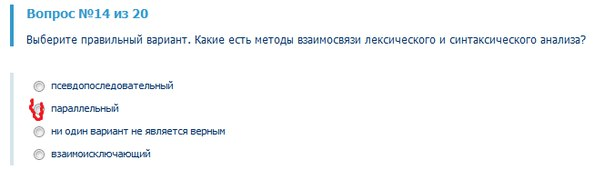 Вопрос №14 из 20
Выберите правильный вариант. Какие есть методы взаимосвязи лексического и синтаксического анализа?
псевдопоследовательный
параллельный
ни один вариант не является верным
взаимоисключающий